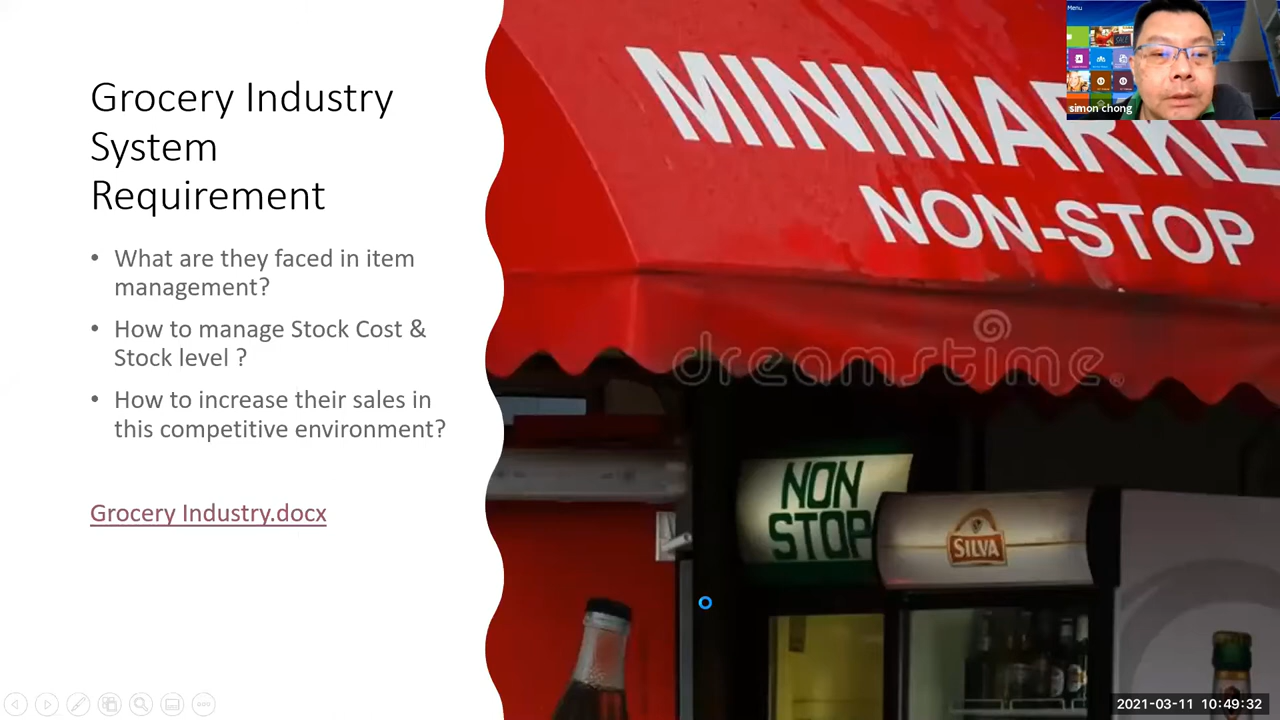 Grocery Industry
System
Requirement
• What are they faced in item
management?
• How to manage Stock Cost &
Stock level ?
• How to increase their sales in
this competitive environment?
Grocery Industry.docx
MINIMARKE
NON-STOP
dreamstime
NON
STOP
SILVA
Menu
simon chong
2021-03-11 10:49:32